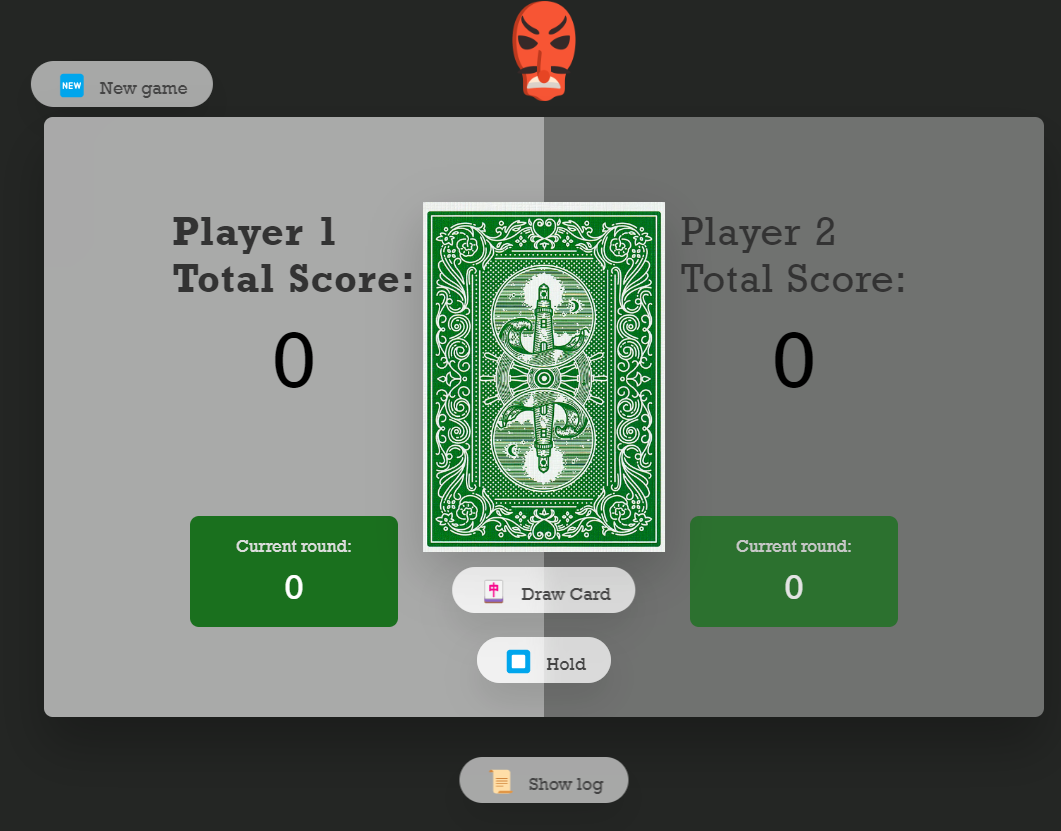 NEW New game
Player 1
Total Score:
0
Current round:
0
Player 2
Total Score:
0
Current round:
0
中 Draw Card
Hold
Show log